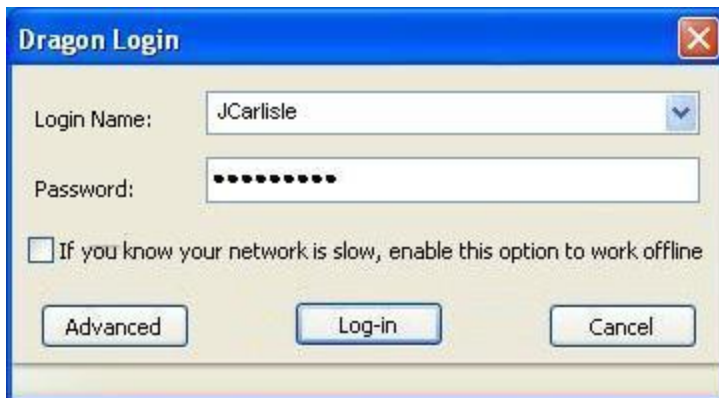 Dragon Login
Login Name: JCarlisle
Password: •••••••••
If you know your network is slow, enable this option to work offline
Advanced Log-in Cancel